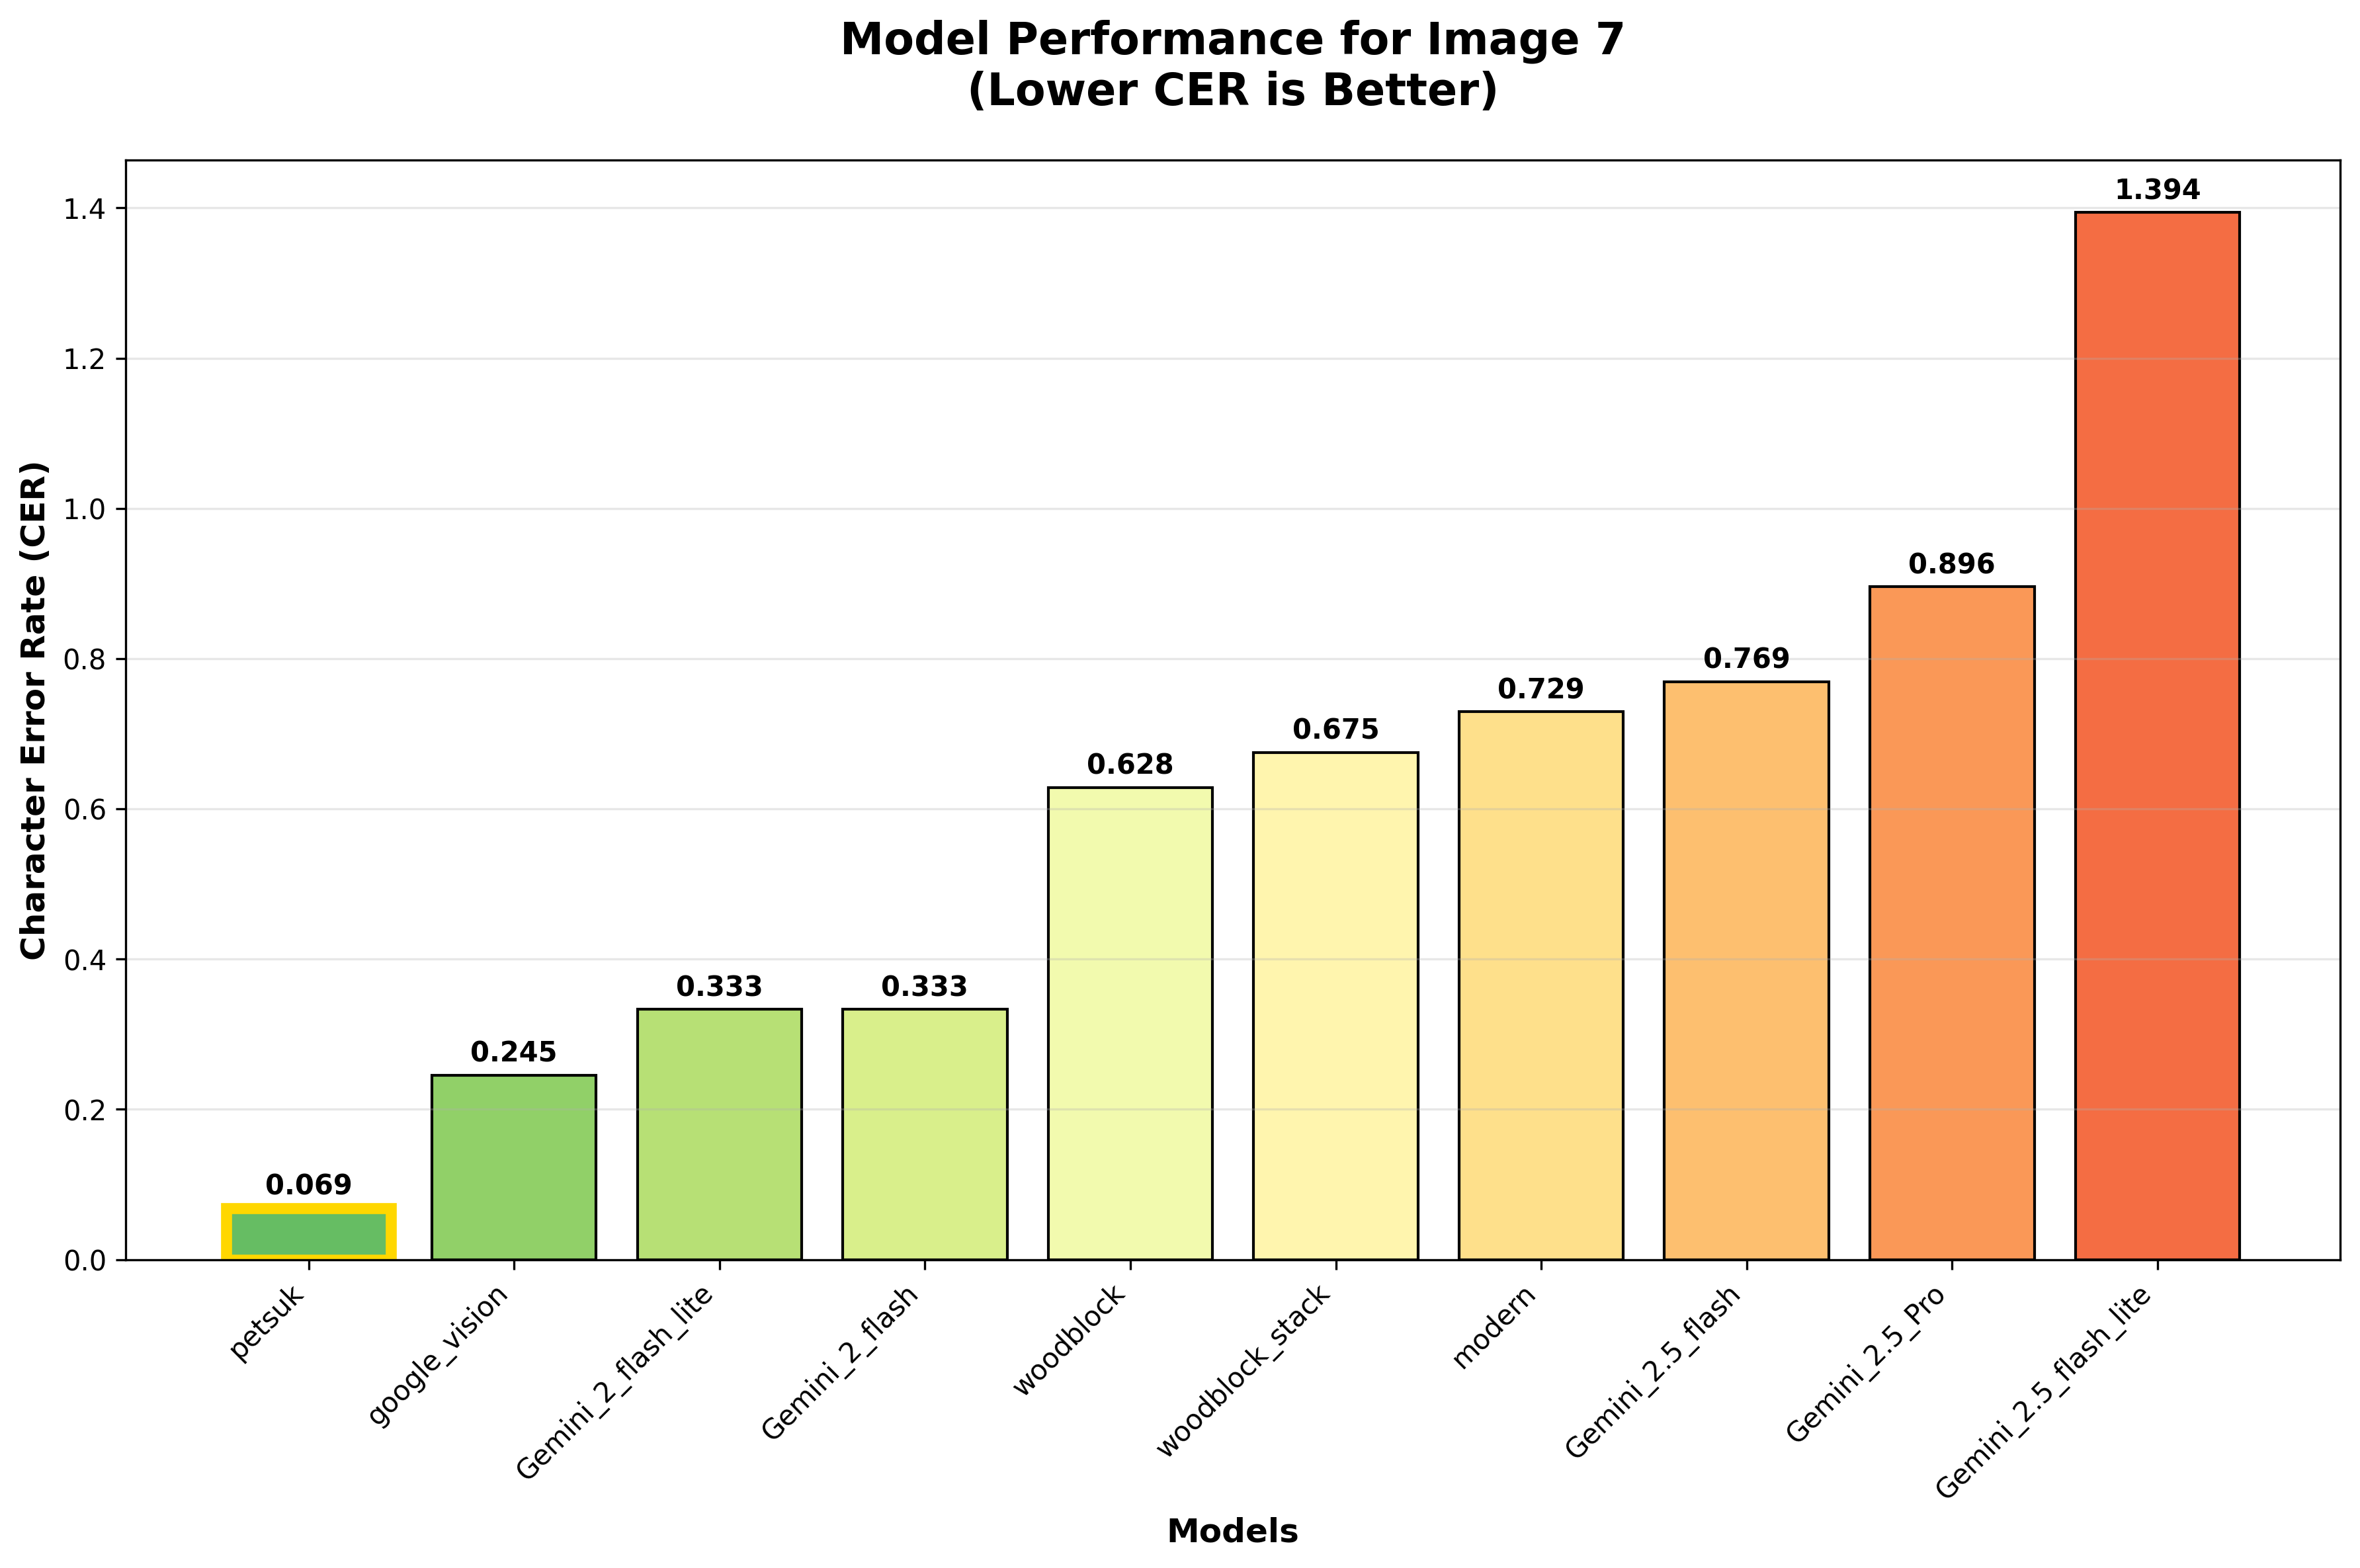 Model Performance for Image 7
(Lower CER is Better)
Character Error Rate (CER)
1.4
1.2
1.0
0.8
0.6
0.4
0.2
0.0
0.069
0.245
0.333
0.333
0.628
0.675
0.729
0.769
0.896
1.394
petsuk
google_vision
Gemini_2_flash_lite
Gemini_2_flash
woodblock
woodblock_stack
modern
Gemini_2.5_flash
Gemini_2.5_Pro
Gemini_2.5_flash_lite
Models